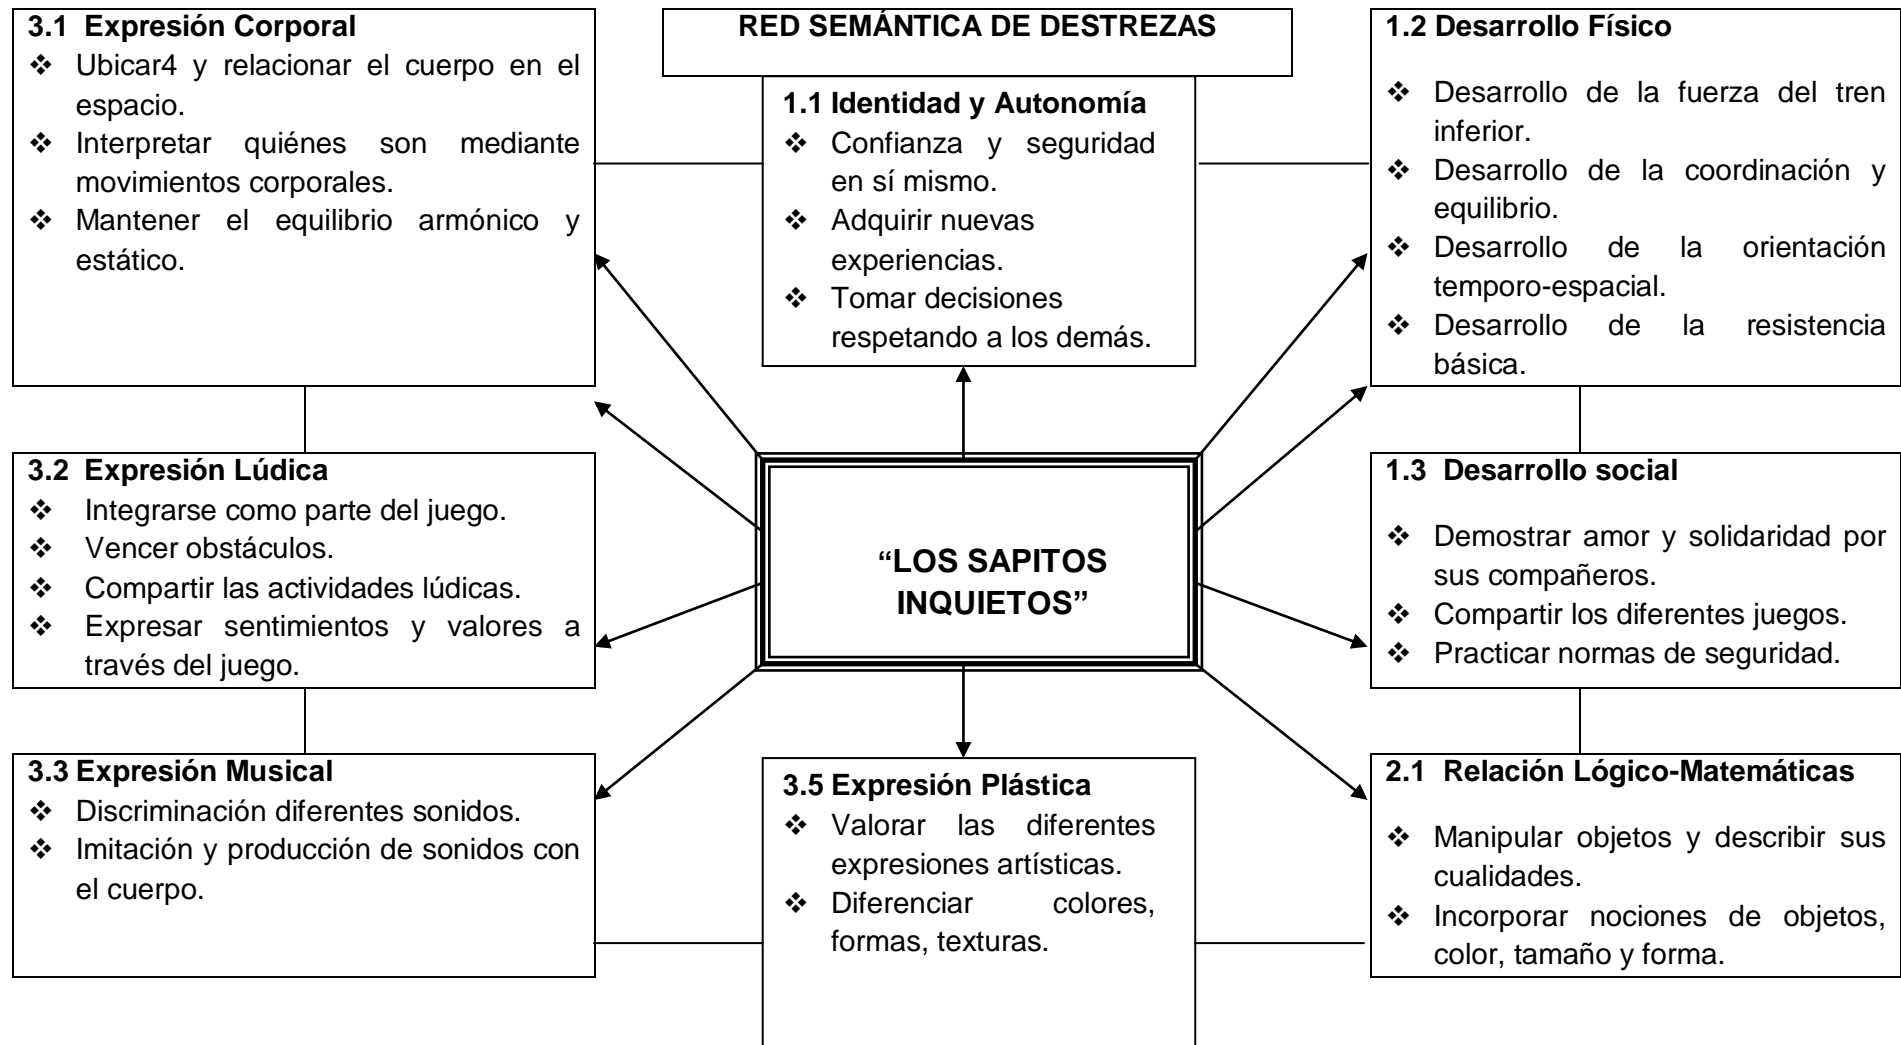 RED SEMÁNTICA DE DESTREZAS
3.1 Expresión Corporal
❖ Ubicar4 y relacionar el cuerpo en el
espacio.
❖ Interpretar quiénes son mediante
movimientos corporales.
❖ Mantener el equilibrio armónico y
estático.
1.1 Identidad y Autonomía
❖ Confianza y seguridad
en sí mismo.
❖ Adquirir nuevas
experiencias.
❖ Tomar decisiones
respetando a los demás.
1.2 Desarrollo Físico
❖ Desarrollo de la fuerza del tren
inferior.
❖ Desarrollo de la coordinación y
equilibrio.
❖ Desarrollo de la orientación
temporo-espacial.
❖ Desarrollo de la resistencia
básica.
3.2 Expresión Lúdica
❖ Integrarse como parte del juego.
❖ Vencer obstáculos.
❖ Compartir las actividades lúdicas.
❖ Expresar sentimientos y valores a
través del juego.
“LOS SAPITOS
INQUIETOS”
1.3 Desarrollo social
❖ Demostrar amor y solidaridad por
sus compañeros.
❖ Compartir los diferentes juegos.
❖ Practicar normas de seguridad.
3.3 Expresión Musical
❖ Discriminación diferentes sonidos.
❖ Imitación y producción de sonidos con
el cuerpo.
3.5 Expresión Plástica
❖ Valorar las diferentes
expresiones artísticas.
❖ Diferenciar colores,
formas, texturas.
2.1 Relación Lógico-Matemáticas
❖ Manipular objetos y describir sus
cualidades.
❖ Incorporar nociones de objetos,
color, tamaño y forma.